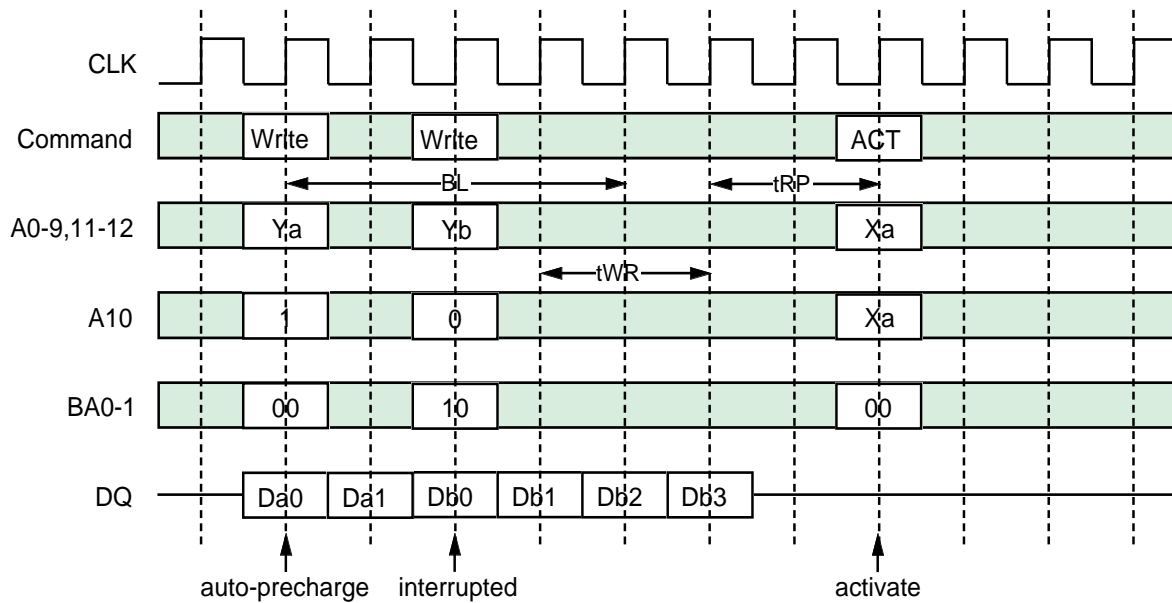 CLK
Command Write Write ACT
BL tRP
A0-9,11-12 Ya Yb Xa
tWR
A10 1 0 Xa
BA0-1 00 10 00
DQ Da0 Da1 Db0 Db1 Db2 Db3
auto-precharge interrupted activate